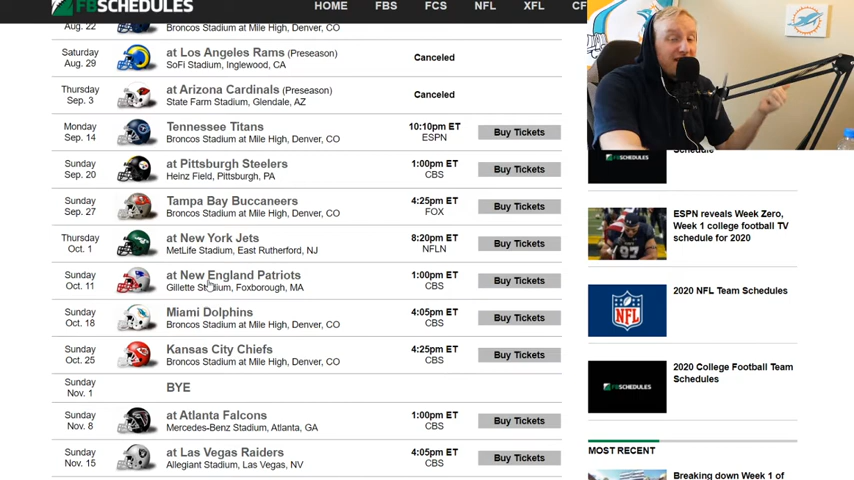 FBSCHEDULES
HOME FBS FCS NFL XFL
Aug. 22
Broncos Stadium at Mile High, Denver, CO
Saturday
Aug. 29
at Los Angeles Rams (Preseason)
SoFi Stadium, Inglewood, CA
Canceled
Thursday
Sep. 3
at Arizona Cardinals (Preseason)
State Farm Stadium, Glendale, AZ
Canceled
Monday
Sep. 14
Tennessee Titans
Broncos Stadium at Mile High, Denver, CO
10:10pm ET
ESPN
Buy Tickets
Sunday
Sep. 20
at Pittsburgh Steelers
Heinz Field, Pittsburgh, PA
1:00pm ET
CBS
Buy Tickets
Sunday
Sep. 27
Tampa Bay Buccaneers
Broncos Stadium at Mile High, Denver, CO
4:25pm ET
FOX
Buy Tickets
Thursday
Oct. 1
at New York Jets
MetLife Stadium, East Rutherford, NJ
8:20pm ET
NFLN
Buy Tickets
Sunday
Oct. 11
at New England Patriots
Gillette Stadium, Foxborough, MA
1:00pm ET
CBS
Buy Tickets
Sunday
Oct. 18
Miami Dolphins
Broncos Stadium at Mile High, Denver, CO
4:05pm ET
CBS
Buy Tickets
Sunday
Oct. 25
Kansas City Chiefs
Broncos Stadium at Mile High, Denver, CO
4:25pm ET
CBS
Buy Tickets
Sunday
Nov. 1
BYE
Sunday
Nov. 8
at Atlanta Falcons
Mercedes-Benz Stadium, Atlanta, GA
1:00pm ET
CBS
Buy Tickets
Sunday
Nov. 15
at Las Vegas Raiders
Allegiant Stadium, Las Vegas, NV
4:05pm ET
CBS
Buy Tickets
FBSCHEDULES
Schedule
97
ESPN reveals Week Zero,
Week 1 college football TV
schedule for 2020
NFL
2020 NFL Team Schedules
FBSCHEDULES
2020 College Football Team
Schedules
MOST RECENT
Breaking down Week 1 of